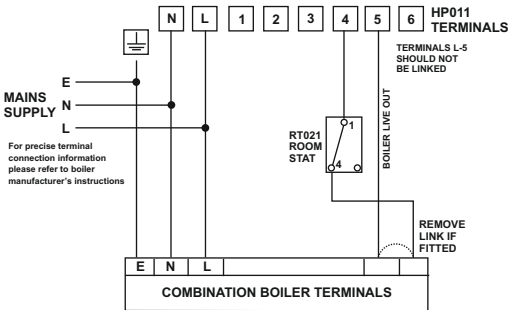 N L 1 2 3 4 5 6
HP011
TERMINALS
TERMINALS L-5
SHOULD NOT
BE LINKED
E
MAINS
SUPPLY
N
L
For precise terminal
connection information
please refer to boiler
manufacturer's instructions
RT021
ROOM
STAT
1
4
BOILER LIVE OUT
REMOVE
LINK IF
FITTED
E N L
COMBINATION BOILER TERMINALS